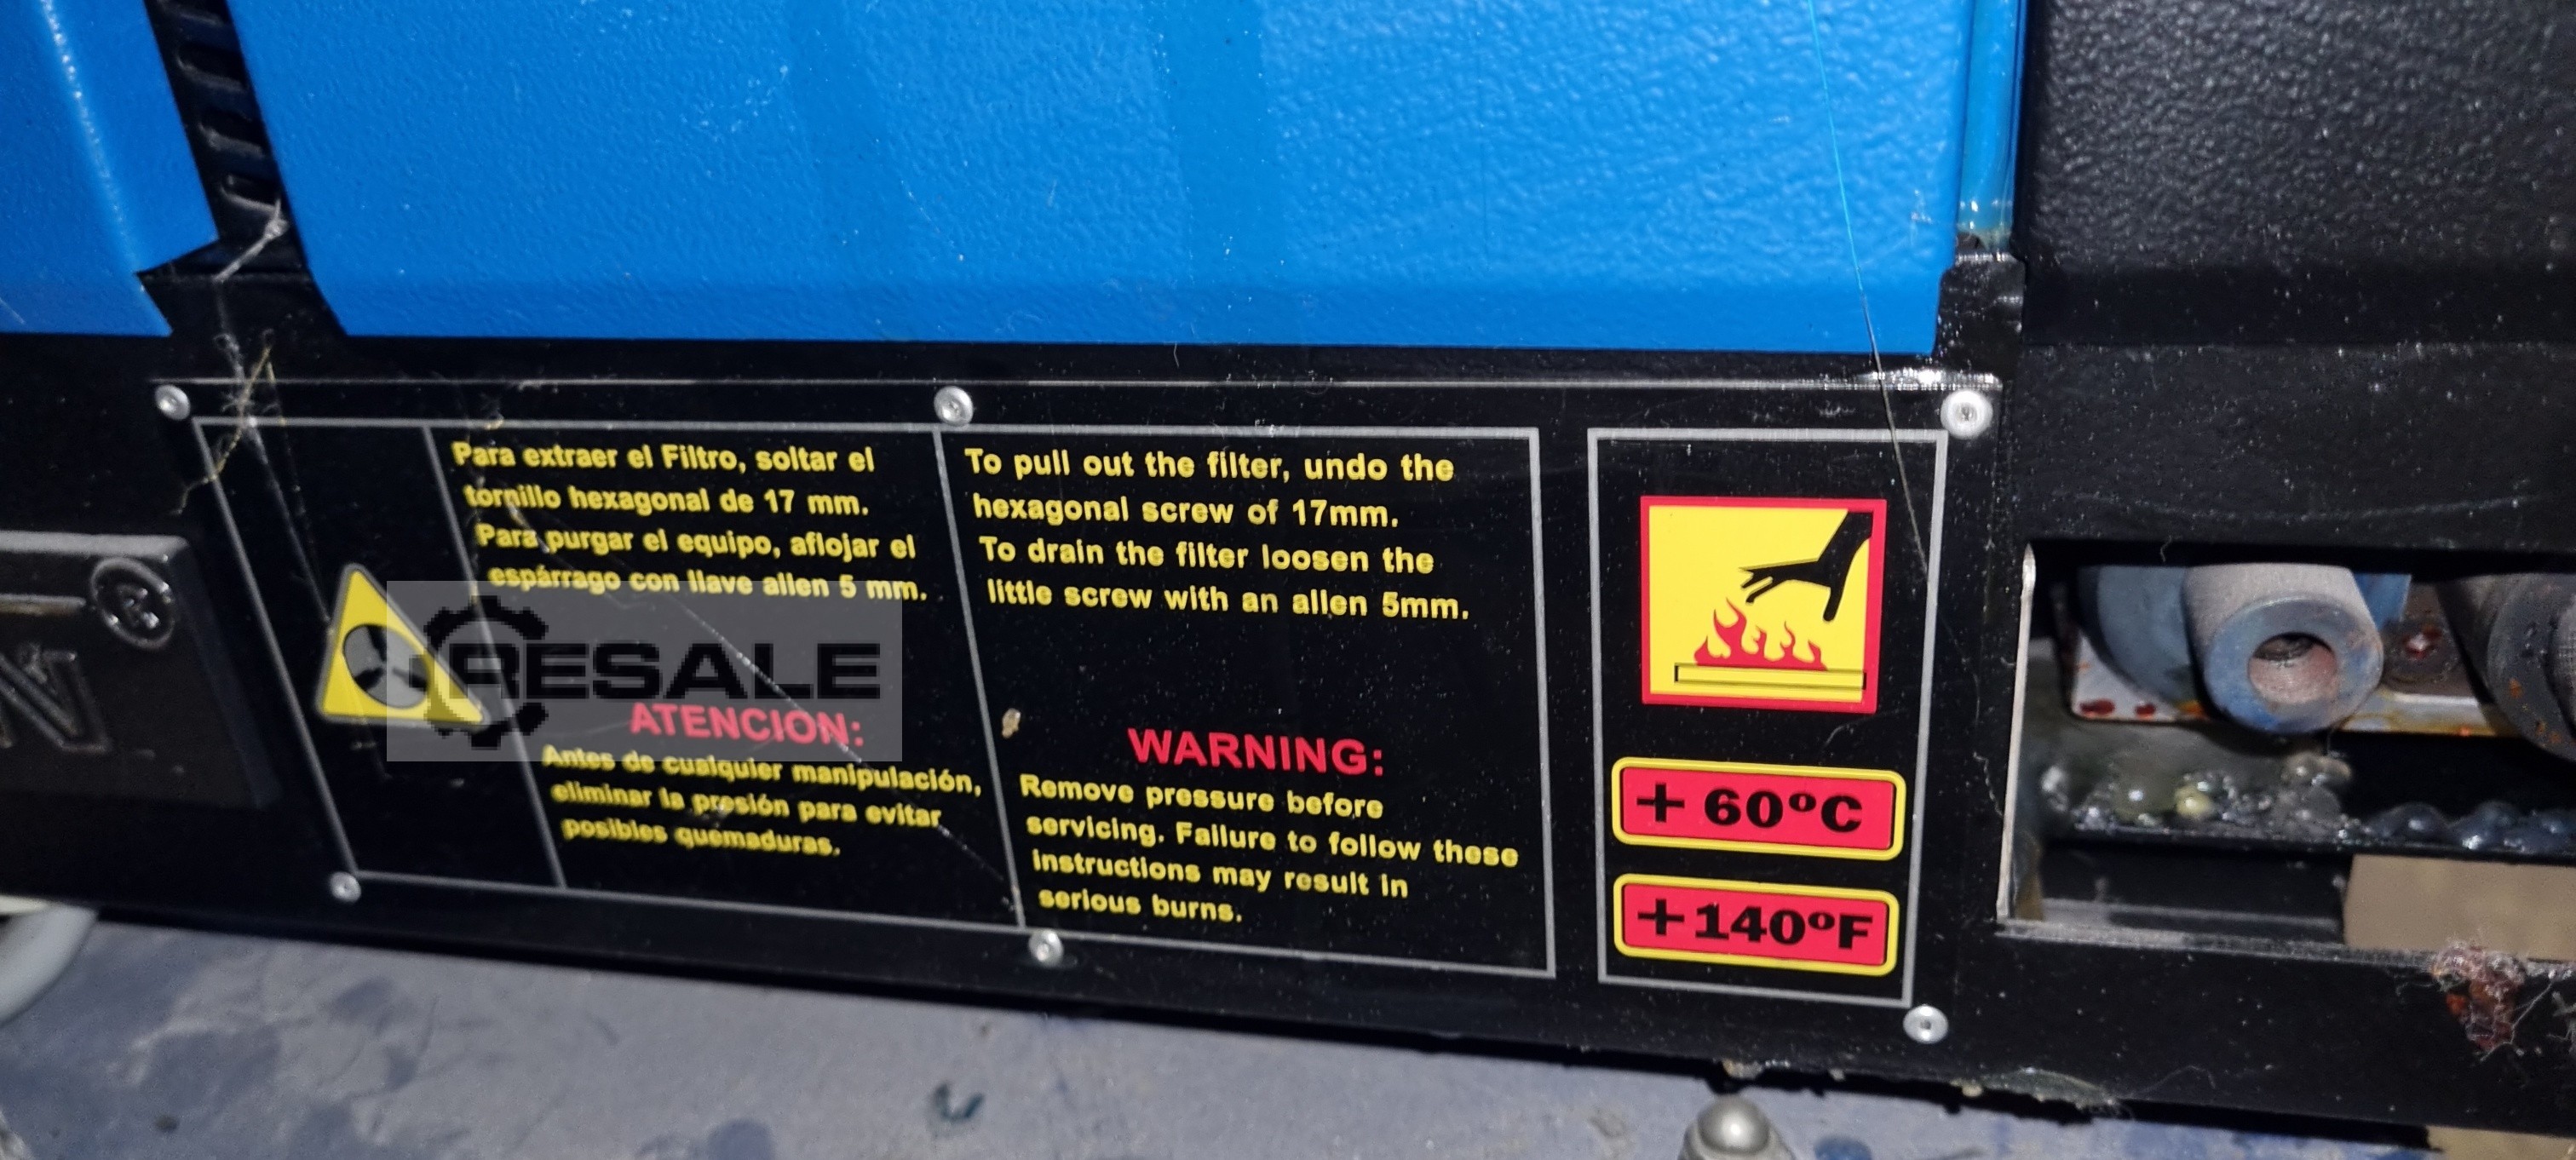 Para extraer el Filtro, soltar el
tornillo hexagonal de 17 mm.
Para purgar el equipo, aflojar el
espárrago con llave allen 5 mm.
ATENCION:
Antes de cualquier manipulación,
eliminar la presión para evitar
posibles quemaduras.
To pull out the filter, undo the
hexagonal screw of 17mm.
To drain the filter loosen the
little screw with an allen 5mm.
WARNING:
Remove pressure before
servicing. Failure to follow these
instructions may result in
serious burns.
+ 60ºC
+140ºF
RESALE
N
®